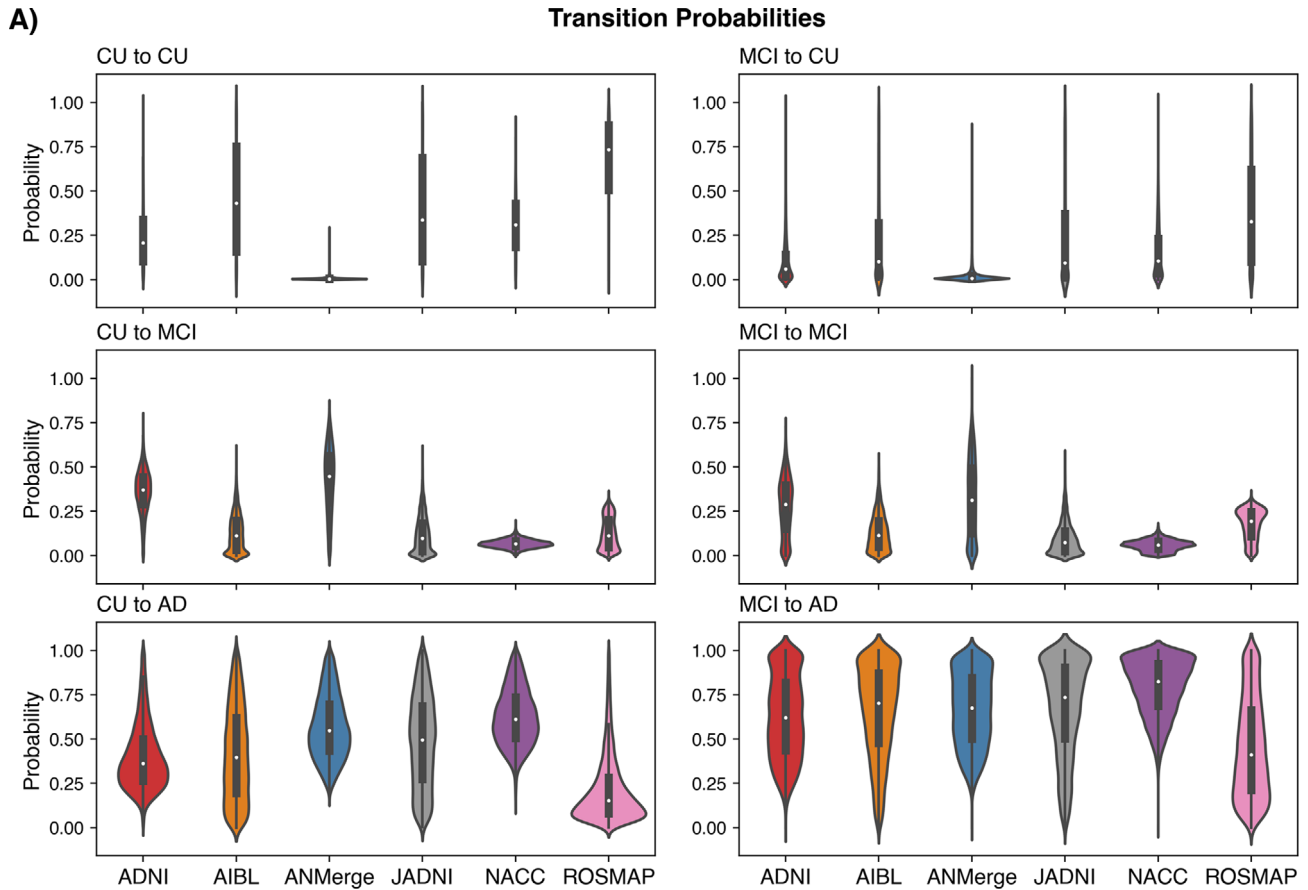 A)
Transition Probabilities
CU to CU
MCI to CU
Probability
1.00
0.75
0.50
0.25
0.00
1.00
0.75
0.50
0.25
0.00
CU to MCI
MCI to MCI
Probability
1.00
0.75
0.50
0.25
0.00
1.00
0.75
0.50
0.25
0.00
CU to AD
MCI to AD
Probability
1.00
0.75
0.50
0.25
0.00
1.00
0.75
0.50
0.25
0.00
ADNI AIBL ANMerge JADNI NACC ROSMAP
ADNI AIBL ANMerge JADNI NACC ROSMAP